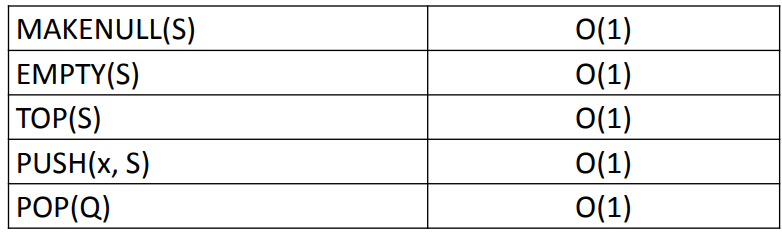 MAKENULL(S) O(1)
EMPTY(S) O(1)
TOP(S) O(1)
PUSH(x, S) O(1)
POP(Q) O(1)